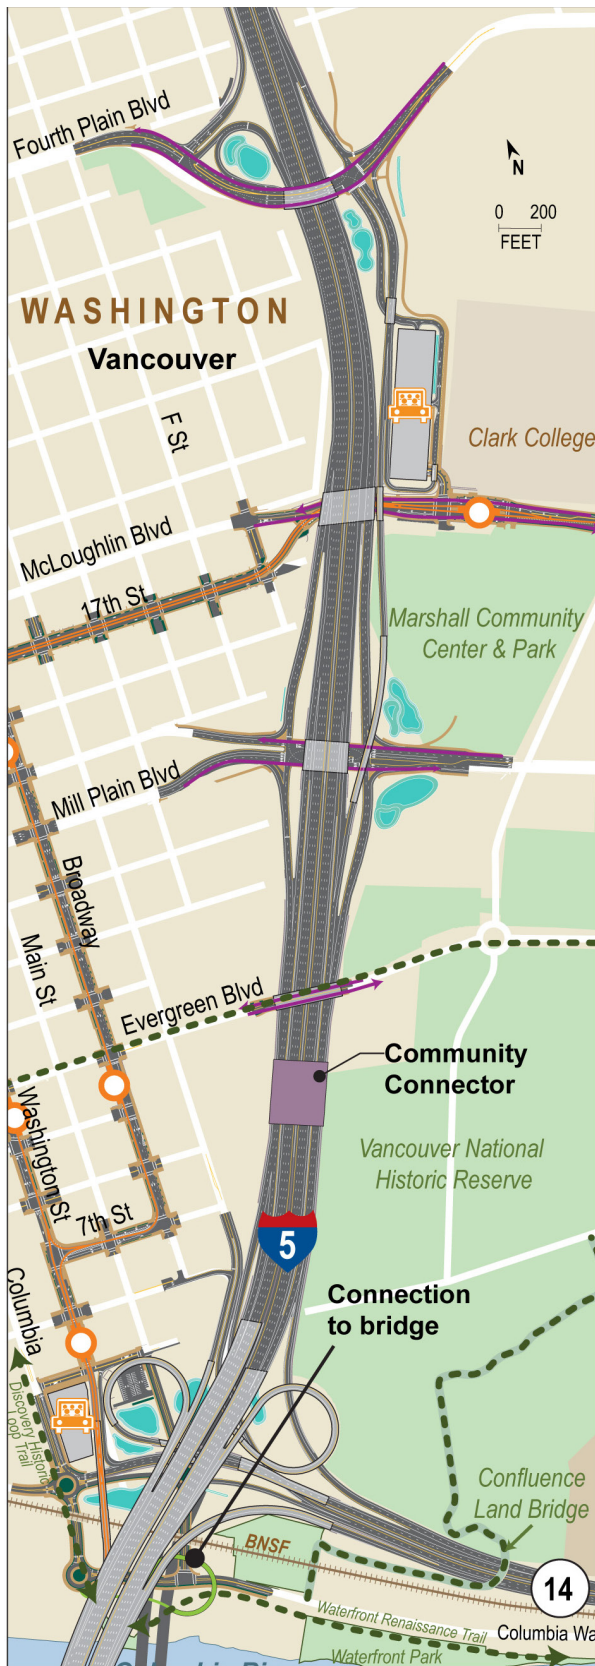 Fourth Plain Blvd
N
0 200
FEET
WASHINGTON
Vancouver
F St
Clark College
McLoughlin Blvd
17th St
Marshall Community
Center & Park
Mill Plain Blvd
Broadway
Main St
Evergreen Blvd
Community
Connector
Washington St
Vancouver National
Historic Reserve
7th St
5
Columbia
Connection
to bridge
Discovery Historic
Loop Trail
Confluence
Land Bridge
BNSF
14
Waterfront Renaissance Trail
Columbia Wa
Waterfront Park